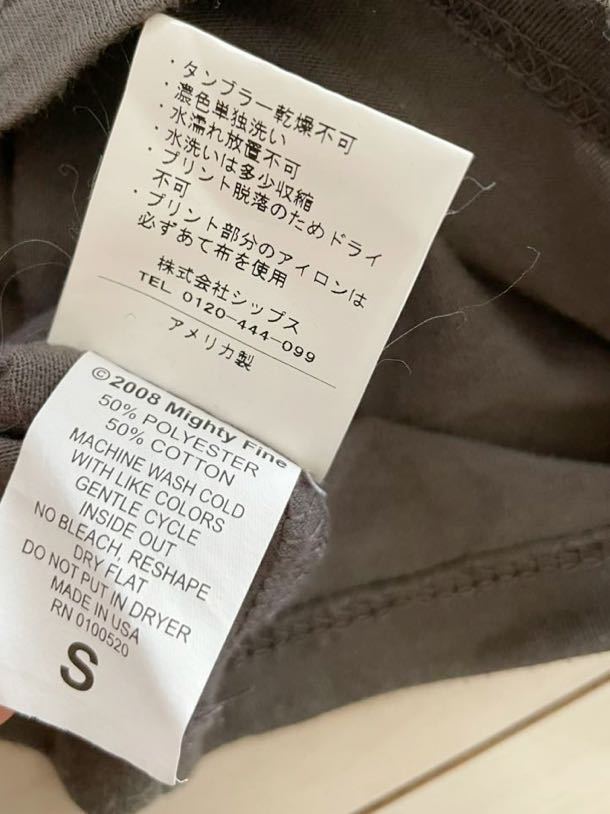 ・タンブラー乾燥不可
・濃色単独洗い
・水濡れ放置不可
・水洗いは多少収縮
・プリント脱落のためドライ
不可
・プリント部分のアイロンは
必ずあて布を使用
株式会社シップス
TEL 0120-444-099
アメリカ製
©2008 Mighty Fine
50% POLYESTER
50% COTTON
MACHINE WASH COLD
WITH LIKE COLORS
GENTLE CYCLE
INSIDE OUT
NO BLEACH, RESHAPE
DRY FLAT
DO NOT PUT IN DRYER
MADE IN USA
RN 0100520
S